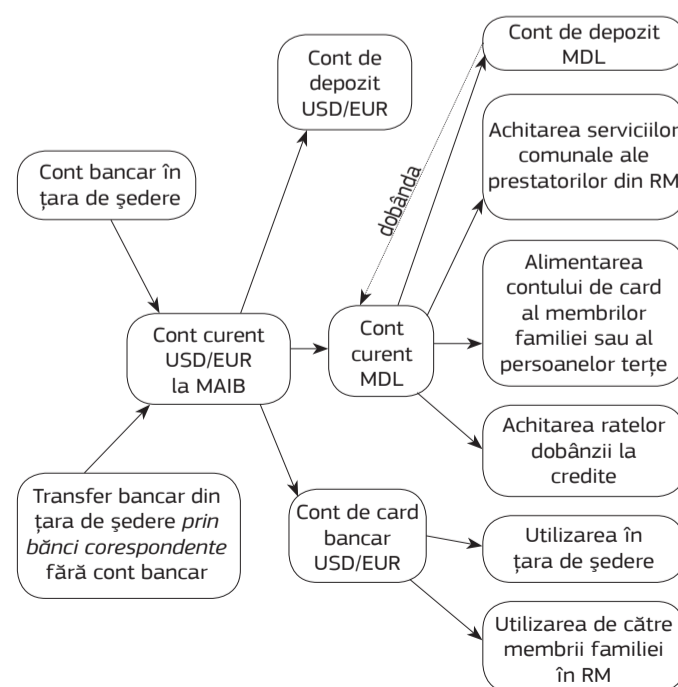 Cont de
depozit
USD/EUR
Cont de depozit
MDL
Cont bancar în
țara de ședere
dobânda
Achitarea serviciilor
comunale ale
prestatorilor din RM
Alimentarea
contului de card
al membrilor
familiei sau al
persoanelor terțe
Cont curent
USD/EUR
la MAIB
Cont
curent
MDL
Achitarea ratelor
dobânzii la
credite
Transfer bancar din
țara de ședere prin
bănci corespondente
fără cont bancar
Cont de card
bancar
USD/EUR
Utilizarea în
țara de ședere
Utilizarea de către
membrii familiei
în RM